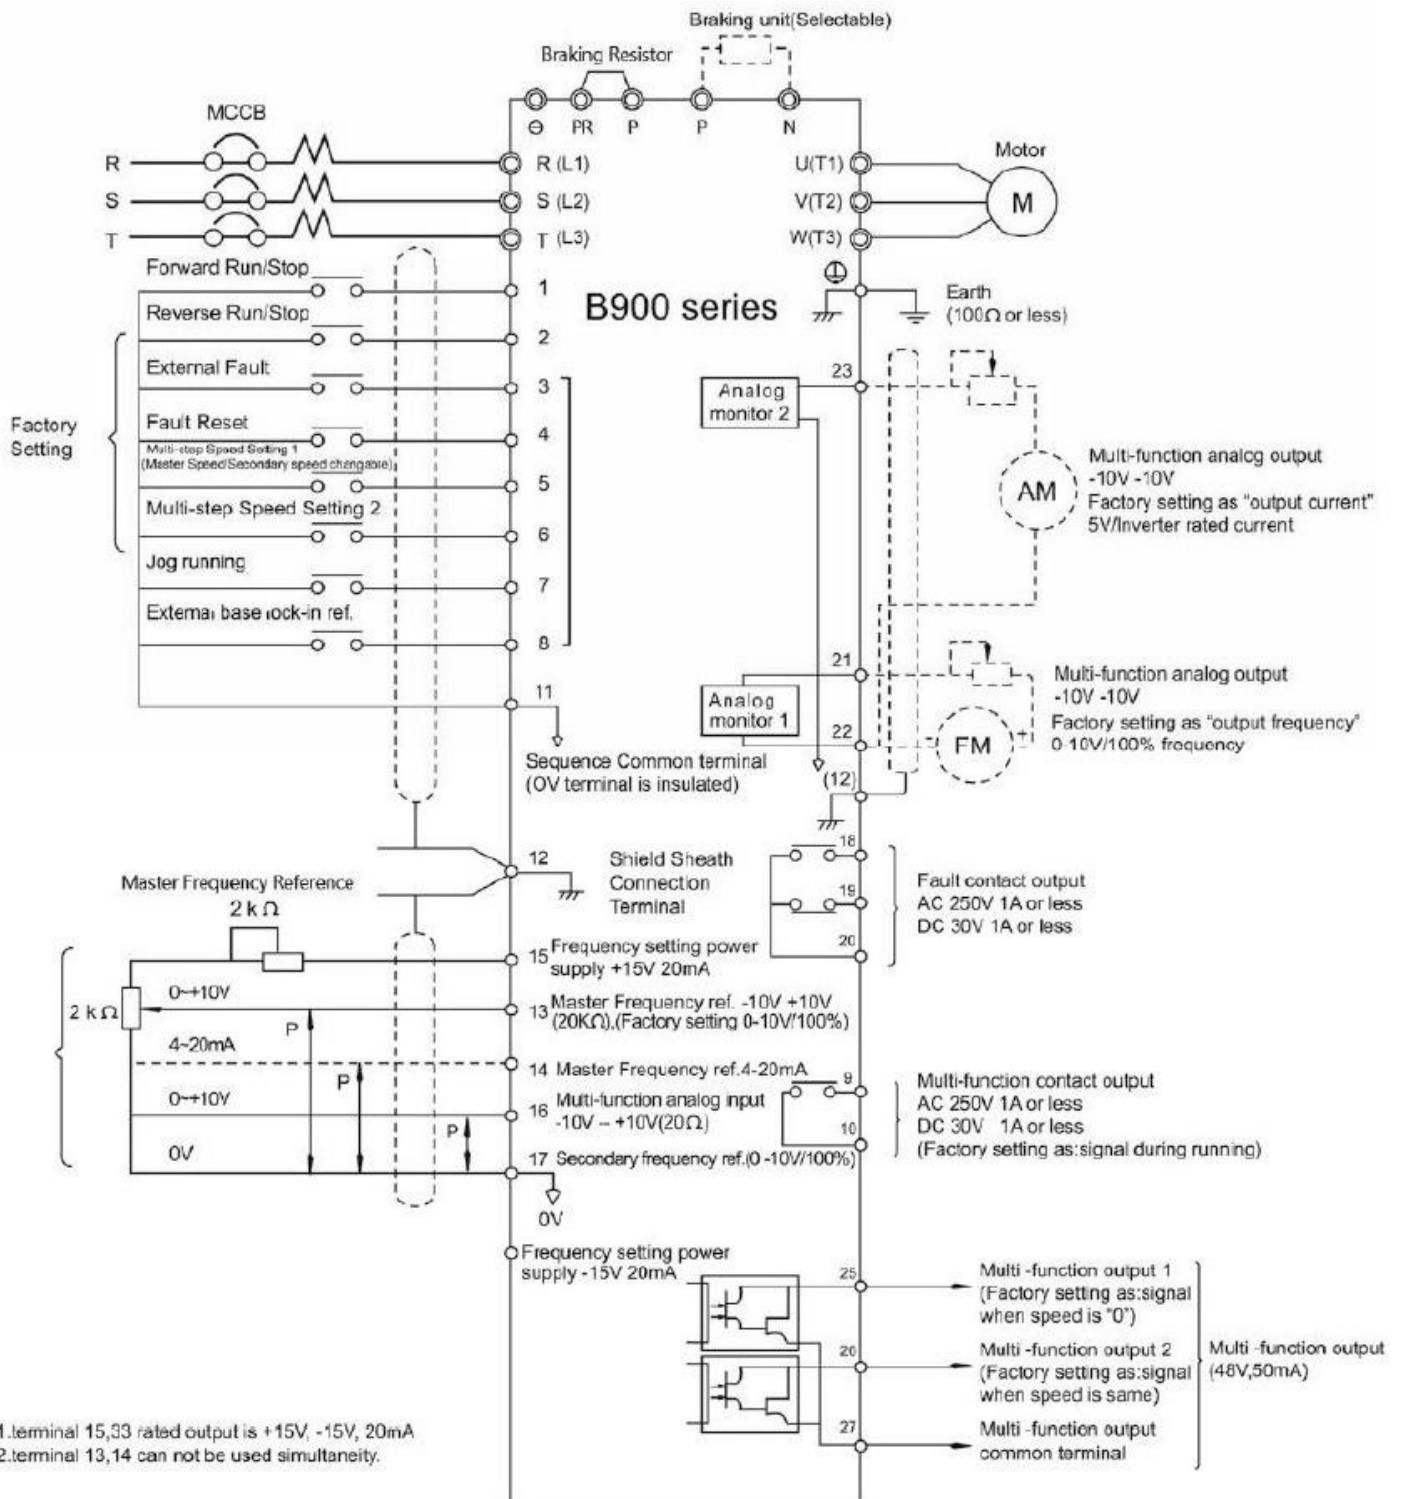 Braking unit(Selectable)
Braking Resistor
MCCB
⊖ PR P P N
R R (L1) U(T1) Motor
S S (L2) V(T2) M
T T (L3) W(T3)
Forward Run/Stop 1
B900 series
Earth
(100Ω or less)
Reverse Run/Stop 2
External Fault 3
Fault Reset 4
Multi-step Speed Setting 1
(Master Speed/Secondary speed changable)
5
Multi-step Speed Setting 2
6
Jog running 7
External base lock-in ref.
8
Factory
Setting
11
Sequence Common terminal
(OV terminal is insulated)
Analog
monitor 2
23
AM
Multi-function analog output
-10V -10V
Factory setting as "output current"
5V/Inverter rated current
Analog
monitor 1
21
22
(12)
- FM +
Multi-function analog output
-10V -10V
Factory setting as "output frequency"
0-10V/100% frequency
12
Shield Sheath
Connection
Terminal
18
19
20
Fault contact output
AC 250V 1A or less
DC 30V 1A or less
Master Frequency Reference
2 k Ω
2 k Ω
15 Frequency setting power
supply +15V 20mA
0~+10V
P
13 Master Frequency ref. -10V +10V
(20KΩ),(Factory setting 0-10V/100%)
4~20mA
P
14 Master Frequency ref.4-20mA
0~+10V
P
16 Multi-function analog input
-10V – +10V(20Ω)
0V
17 Secondary frequency ref.(0 -10V/100%)
0V
9
10
Multi-function contact output
AC 250V 1A or less
DC 30V 1A or less
(Factory setting as:signal during running)
Frequency setting power
supply -15V 20mA
25
Multi -function output 1
(Factory setting as:signal
when speed is "0")
26
Multi -function output 2
(Factory setting as:signal
when speed is same)
27
Multi -function output
common terminal
Multi -function output
(48V,50mA)
1.terminal 15,33 rated output is +15V, -15V, 20mA
2.terminal 13,14 can not be used simultaneity.